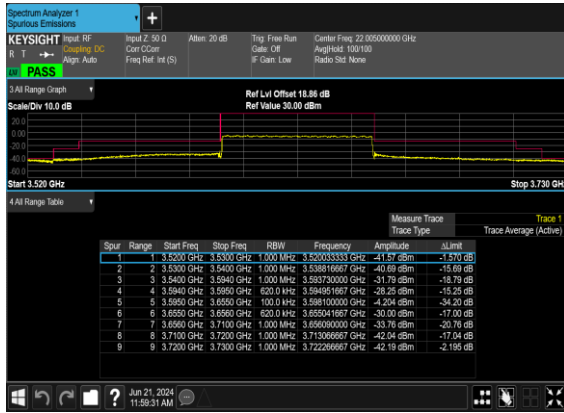 Spectrum Analyzer 1
Spurious Emissions
+
KEYSIGHT Input: RF Input Z: 50 Ω Atten: 20 dB Trig: Free Run Center Freq: 22.005000000 GHz
R T Coupling: DC Corr CCorr Gate: Off Avg|Hold: 100/100
Align: Auto Freq Ref: Int (S) IF Gain: Low Radio Std: None
PASS
3 All Range Graph Ref Lvl Offset 18.86 dB
Scale/Div 10.0 dB Ref Value 30.00 dBm
20.0
0.00
-20.0
-40.0
-60.0
Start 3.520 GHz Stop 3.730 GH
4 All Range Table
Measure Trace Trace 1
Trace Type Trace Average (Active)
Spur Range Start Freq Stop Freq RBW Frequency Amplitude ΔLimit
1 1 3.5200 GHz 3.5300 GHz 1.000 MHz 3.520033333 GHz -41.57 dBm -1.570 dB
2 2 3.5300 GHz 3.5400 GHz 1.000 MHz 3.538816667 GHz -40.69 dBm -15.69 dB
3 3 3.5400 GHz 3.5940 GHz 1.000 MHz 3.593730000 GHz -31.79 dBm -18.79 dB
4 4 3.5940 GHz 3.5950 GHz 620.0 kHz 3.594951667 GHz -28.25 dBm -15.25 dB
5 5 3.5950 GHz 3.6550 GHz 100.0 kHz 3.598100000 GHz -4.204 dBm -34.20 dB
6 6 3.6550 GHz 3.6560 GHz 620.0 kHz 3.655041667 GHz -30.00 dBm -17.00 dB
7 7 3.6560 GHz 3.7100 GHz 1.000 MHz 3.656090000 GHz -33.76 dBm -20.76 dB
8 8 3.7100 GHz 3.7200 GHz 1.000 MHz 3.713066667 GHz -42.04 dBm -17.04 dB
9 9 3.7200 GHz 3.7300 GHz 1.000 MHz 3.722266667 GHz -42.19 dBm -2.195 dB
? Jun 21, 2024
11:59:31 AM